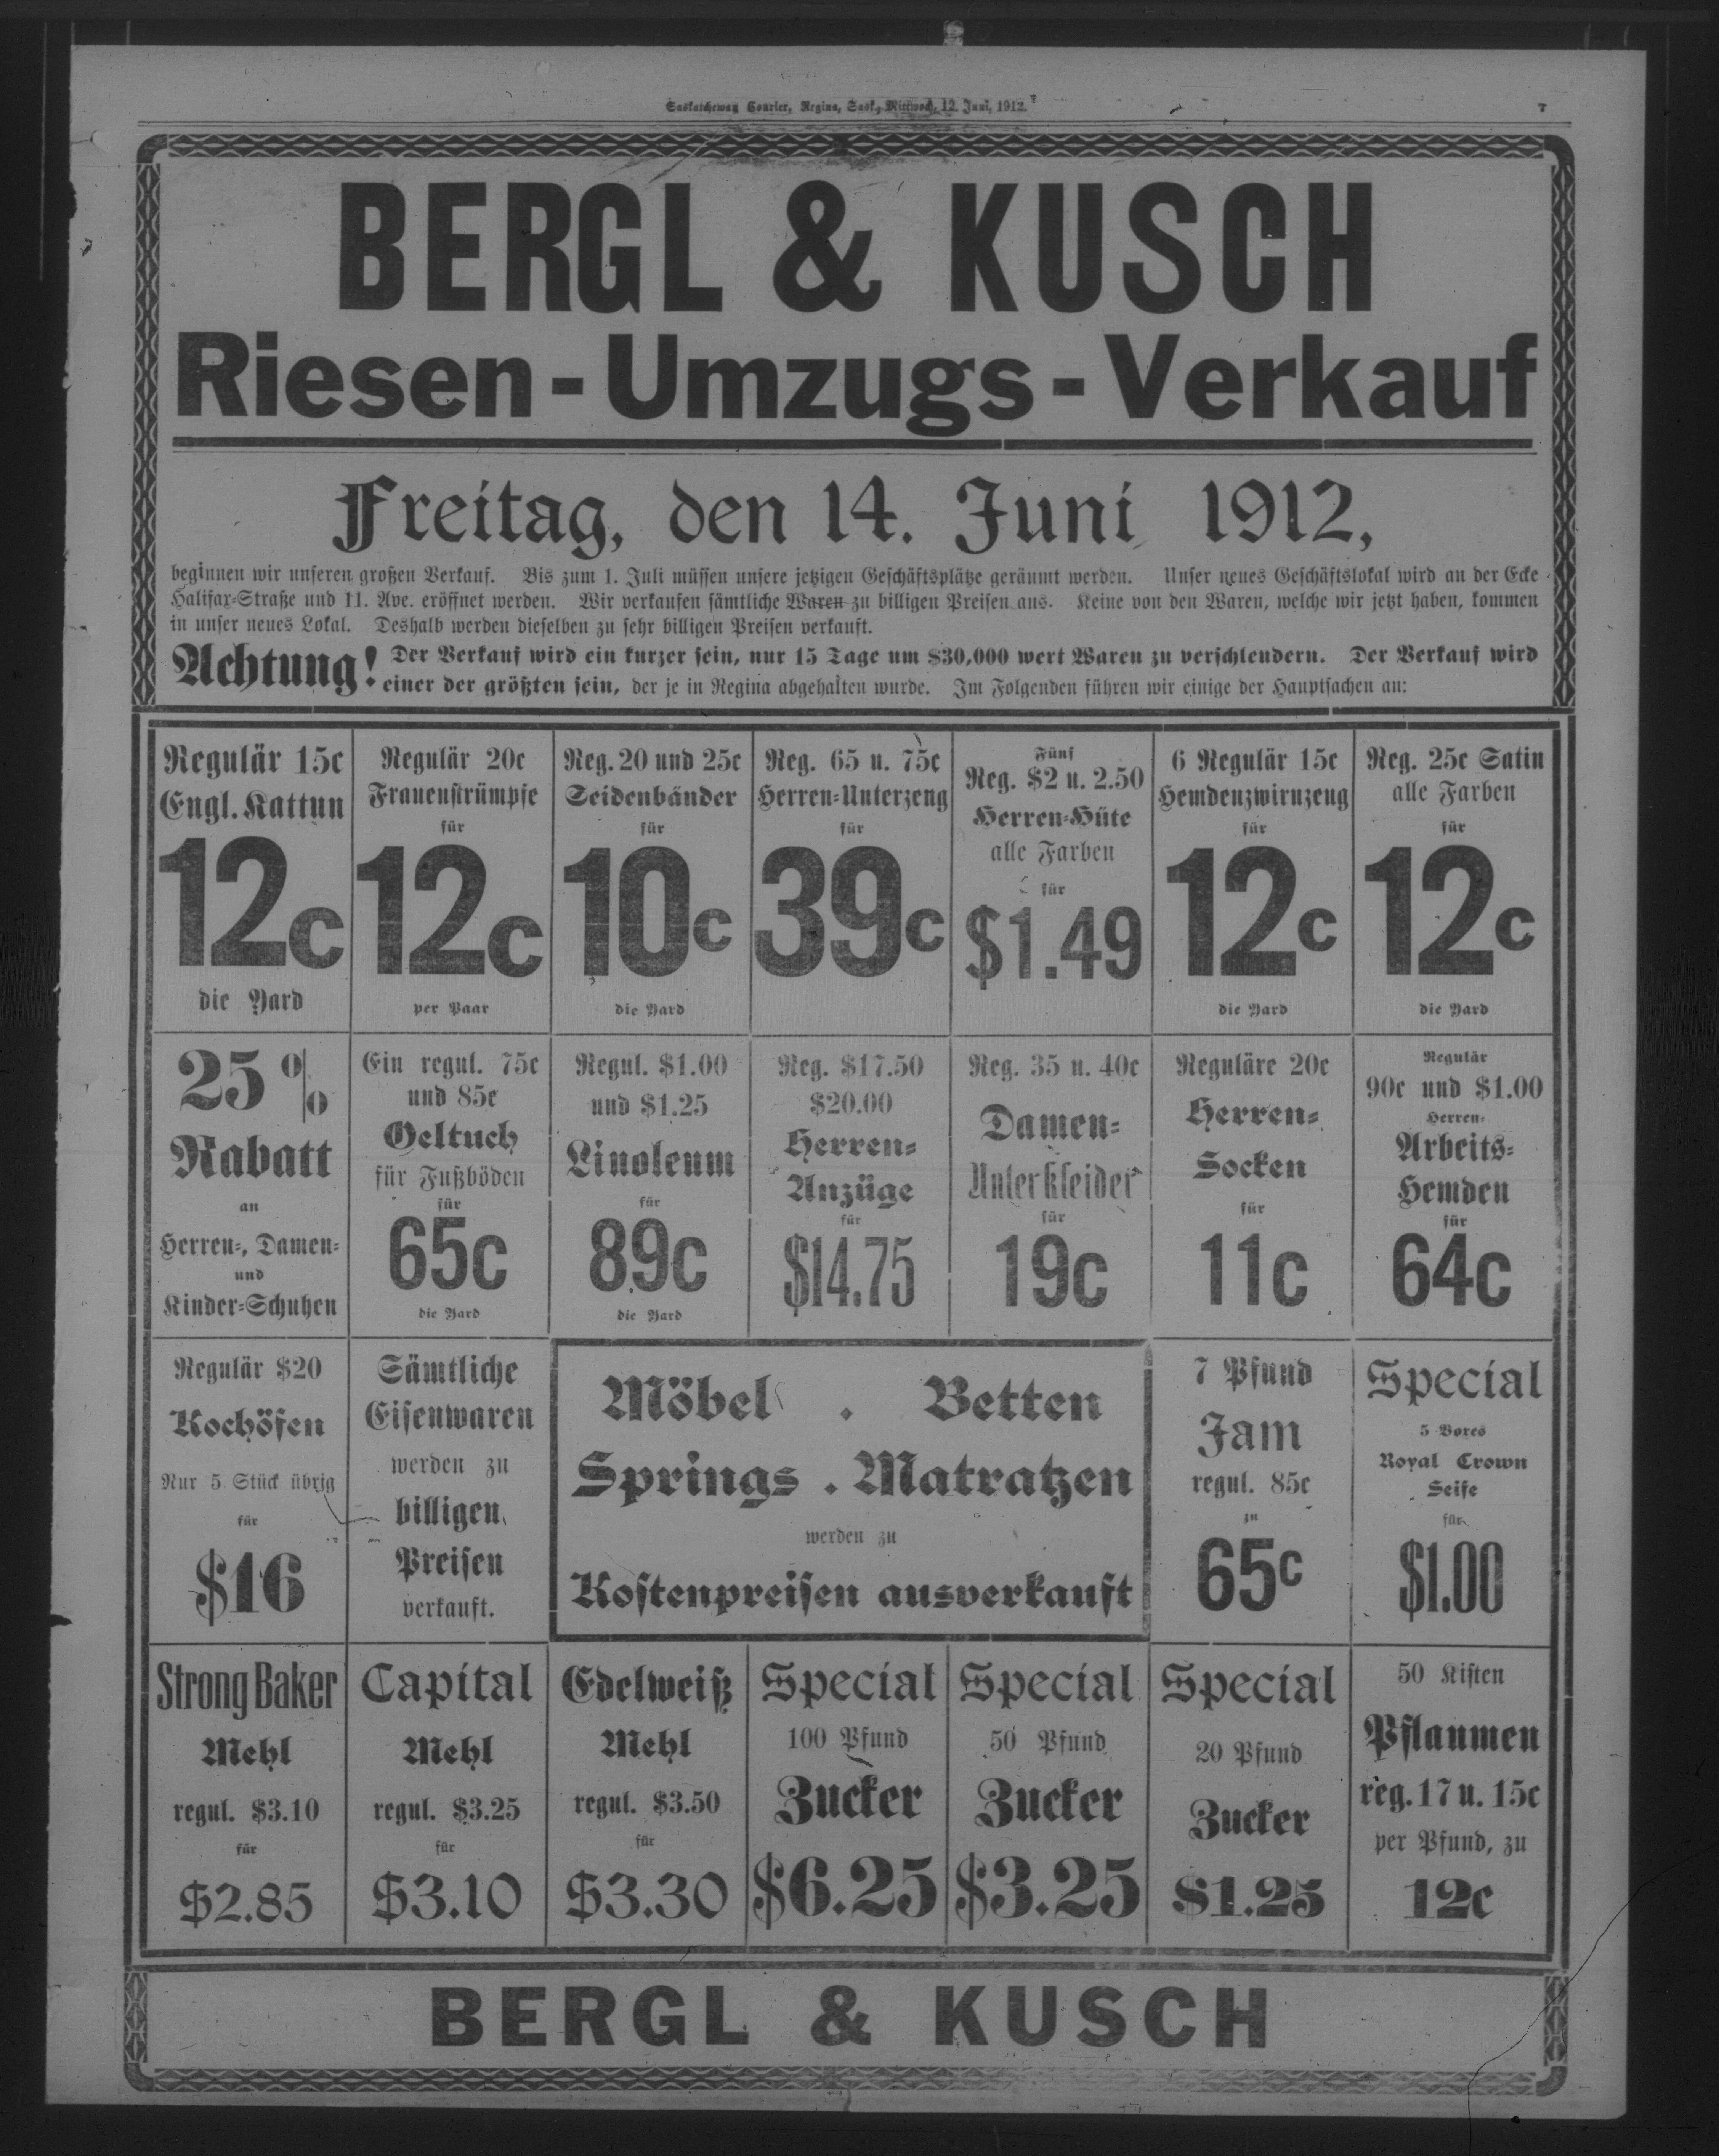 Saskatchewan Courier, Regina, Sask., Mittwoch, 12. Juni, 1912.
7
BERGL & KUSCH
Riesen-Umzugs-Verkauf
Freitag, den 14. Juni 1912,
beginnen wir unseren großen Verkauf. Bis zum 1. Juli müssen unsere jetzigen Geschäftsplätze geräumt werden. Unser neues Geschäftslokal wird an der Ecke
Halifax-Straße und 11. Ave. eröffnet werden. Wir verkaufen sämtliche Waren zu billigen Preisen aus. Keine von den Waren, welche wir jetzt haben, kommen
in unser neues Lokal. Deshalb werden dieselben zu sehr billigen Preisen verkauft.
Achtung! Der Verkauf wird ein kurzer sein, nur 15 Tage um $30,000 wert Waren zu verschleudern. Der Verkauf wird
einer der größten sein, der je in Regina abgehalten wurde. Im Folgenden führen wir einige der Hauptsachen an:
Regulär 15c
Engl. Kattun
12c
die Yard
Regulär 20c
Frauenstrümpfe
für
12c
per Paar
Reg. 20 und 25c
Seidenbänder
für
10c
die Yard
Reg. 65 u. 75c
Herren-Unterzeug
für
39c
Fünf
Reg. $2 u. 2.50
Herren-Hüte
alle Farben
für
$1.49
6 Regulär 15c
Hemdenzwirnzeug
für
12c
die Yard
Reg. 25c Satin
alle Farben
für
12c
die Yard
25%
Rabatt
an
Herren-, Damen-
und
Kinder-Schuhen
Ein regul. 75c
und 85c
Oeltuch
für Fußböden
für
65c
die Yard
Regul. $1.00
und $1.25
Linoleum
für
89c
die Yard
Reg. $17.50
$20.00
Herren-
Anzüge
für
$14.75
Reg. 35 u. 40c
Damen-
Unterkleider
für
19c
Reguläre 20c
Herren-
Socken
für
11c
Regulär
90c und $1.00
Herren-
Arbeits-
Hemden
für
64c
Regulär $20
Kochöfen
Nur 5 Stück übrig
für
$16
Sämtliche
Eisenwaren
werden zu
billigen
Preisen
verkauft.
Möbel . Betten
Springs . Matratzen
werden zu
Kostenpreisen ausverkauft
7 Pfund
Jam
regul. 85c
zu
65c
Special
5 Boxes
Royal Crown
Seife
für
$1.00
Strong Baker
Mehl
regul. $3.10
für
$2.85
Capital
Mehl
regul. $3.25
für
$3.10
Edelweiß
Mehl
regul. $3.50
für
$3.30
Special
100 Pfund
Zucker
$6.25
Special
50 Pfund
Zucker
$3.25
Special
20 Pfund
Zucker
$1.25
50 Kisten
Pflaumen
reg. 17 u. 15c
per Pfund, zu
12c
BERGL & KUSCH